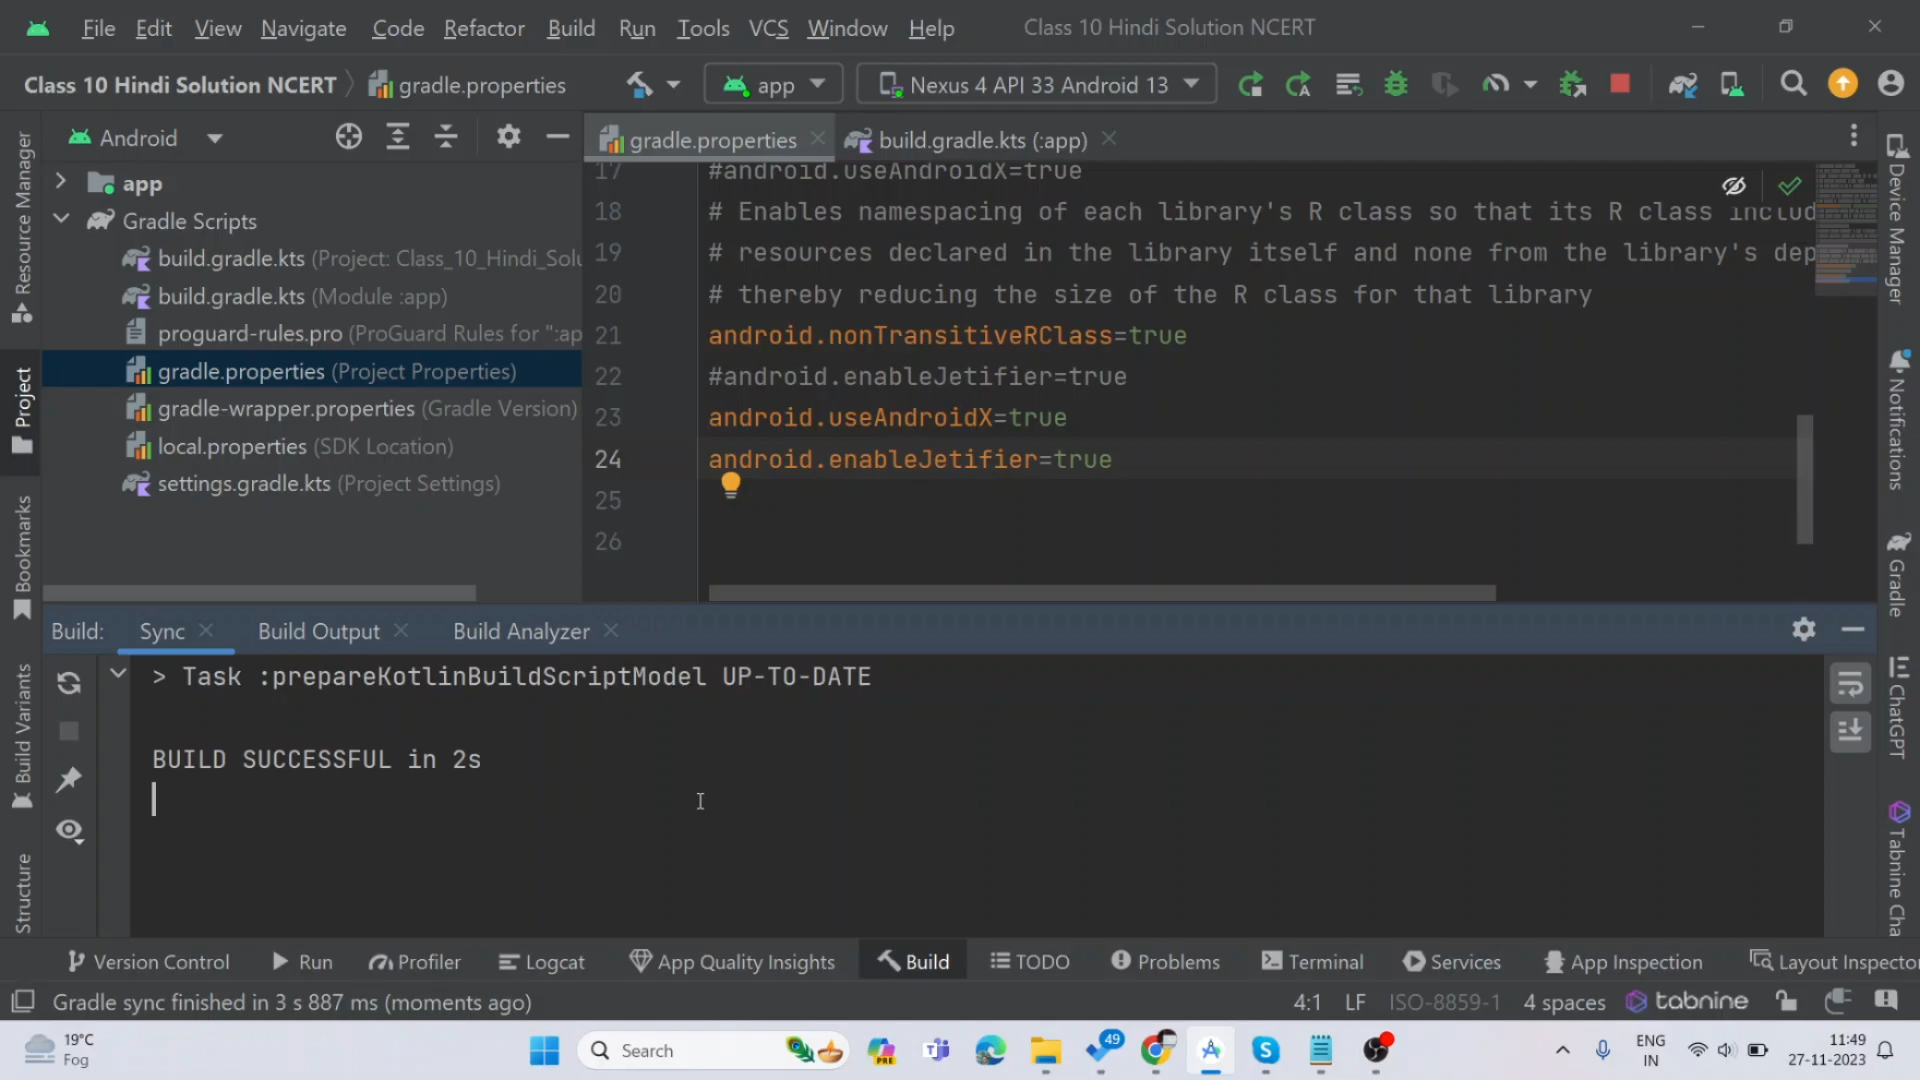 File Edit View Navigate Code Refactor Build Run Tools VCS Window Help Class 10 Hindi Solution NCERT
Class 10 Hindi Solution NCERT gradle.properties app Nexus 4 API 33 Android 13
Android
app
Gradle Scripts
build.gradle.kts (Project: Class_10_Hindi_Solu
build.gradle.kts (Module :app)
proguard-rules.pro (ProGuard Rules for ":ap
gradle.properties (Project Properties)
gradle-wrapper.properties (Gradle Version)
local.properties (SDK Location)
settings.gradle.kts (Project Settings)
gradle.properties build.gradle.kts (:app)
17 #android.useAndroidX=true
18 # Enables namespacing of each library's R class so that its R class includ
19 # resources declared in the library itself and none from the library's dep
20 # thereby reducing the size of the R class for that library
21 android.nonTransitiveRClass=true
22 #android.enableJetifier=true
23 android.useAndroidX=true
24 android.enableJetifier=true
25
26
Resource Manager
Project
Bookmarks
Build Variants
Structure
Device Manager
Notifications
Gradle
ChatGPT
Tabnine Cha
Build: Sync Build Output Build Analyzer
> Task :prepareKotlinBuildScriptModel UP-TO-DATE
BUILD SUCCESSFUL in 2s
Version Control Run Profiler Logcat App Quality Insights Build TODO Problems Terminal Services App Inspection Layout Inspector
Gradle sync finished in 3 s 887 ms (moments ago) 4:1 LF ISO-8859-1 4 spaces tabnine
19°C
Fog
Search
PRE
49
ENG
IN
11:49
27-11-2023